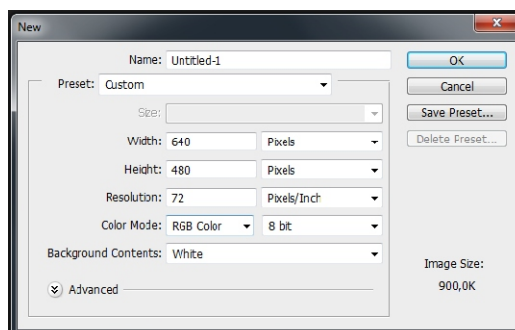 New
Name: Untitled-1
OK
Preset: Custom
Cancel
Size:
Save Preset...
Width: 640 Pixels
Delete Preset...
Height: 480 Pixels
Resolution: 72 Pixels/Inch
Color Mode: RGB Color 8 bit
Background Contents: White
Image Size:
Advanced
900,0K